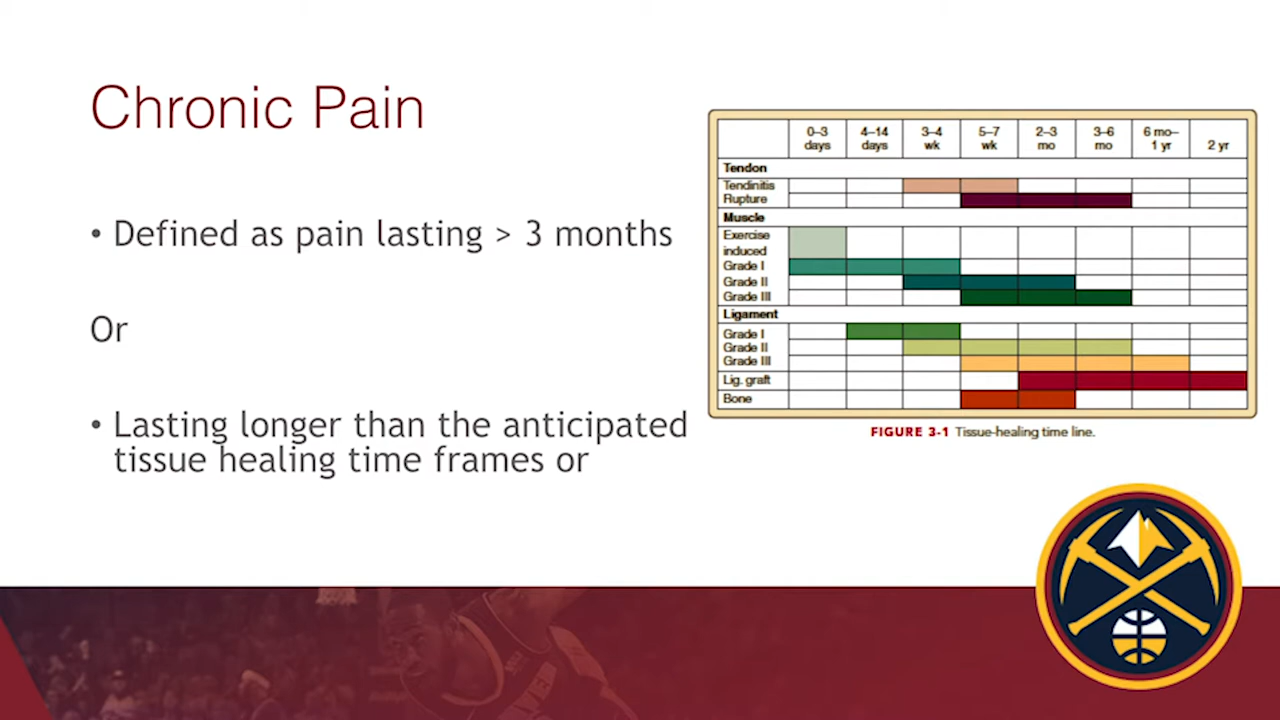 Chronic Pain
• Defined as pain lasting > 3 months
Or
• Lasting longer than the anticipated
tissue healing time frames or
0–3 days 4–14 days 3–4 wk 5–7 wk 2–3 mo 3–6 mo 6 mo–1 yr 2 yr
Tendon
Tendinitis
Rupture
Muscle
Exercise
induced
Grade I
Grade II
Grade III
Ligament
Grade I
Grade II
Grade III
Lig. graft
Bone
FIGURE 3-1 Tissue-healing time line.